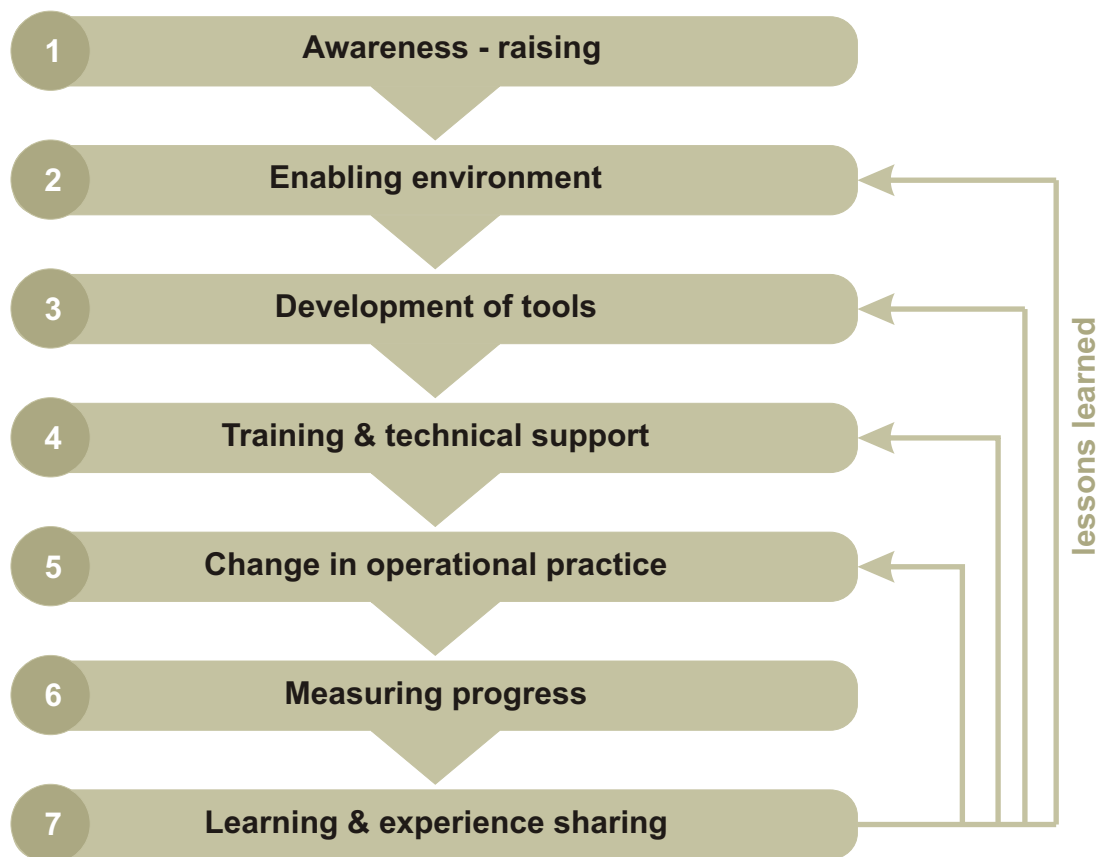 1
Awareness - raising
2
Enabling environment
3
Development of tools
4
Training & technical support
5
Change in operational practice
6
Measuring progress
7
Learning & experience sharing
lessons learned